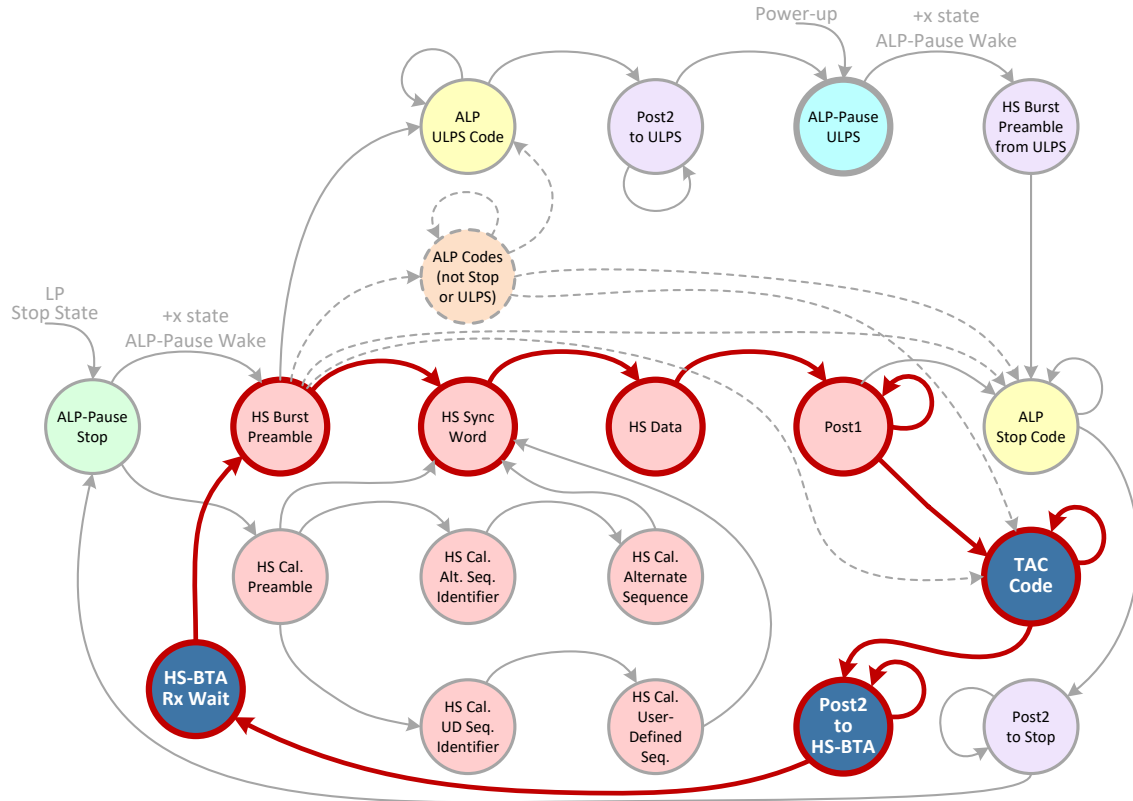 Power-up
+x state
ALP-Pause Wake
ALP
ULPS Code
Post2
to ULPS
ALP-Pause
ULPS
HS Burst
Preamble
from ULPS
ALP Codes
(not Stop
or ULPS)
LP
Stop State
+x state
ALP-Pause Wake
ALP-Pause
Stop
HS Burst
Preamble
HS Sync
Word
HS Data
Post1
ALP
Stop Code
HS Cal.
Preamble
HS Cal.
Alt. Seq.
Identifier
HS Cal.
Alternate
Sequence
TAC
Code
HS-BTA
Rx Wait
HS Cal.
UD Seq.
Identifier
HS Cal.
User-
Defined
Seq.
Post2
to
HS-BTA
Post2
to Stop